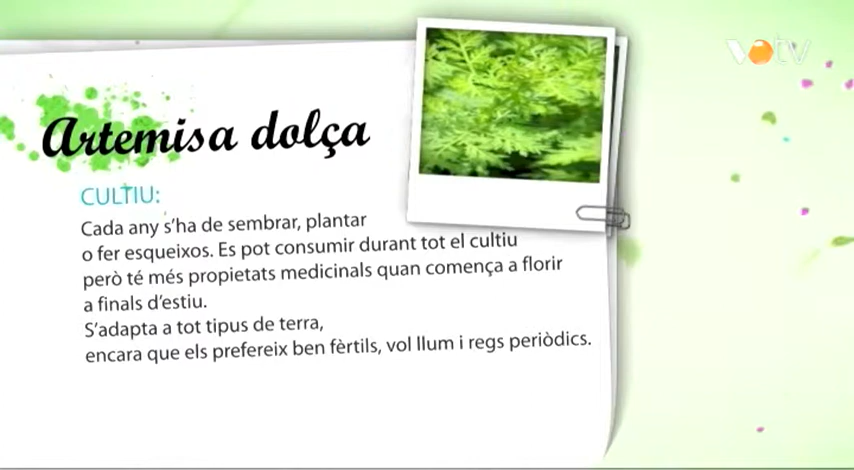 VOtv
Artemisa dolça
CULTIU:
Cada any s'ha de sembrar, plantar
o fer esqueixos. Es pot consumir durant tot el cultiu
però té més propietats medicinals quan comença a florir
a finals d'estiu.
S'adapta a tot tipus de terra,
encara que els prefereix ben fèrtils, vol llum i regs periòdics.